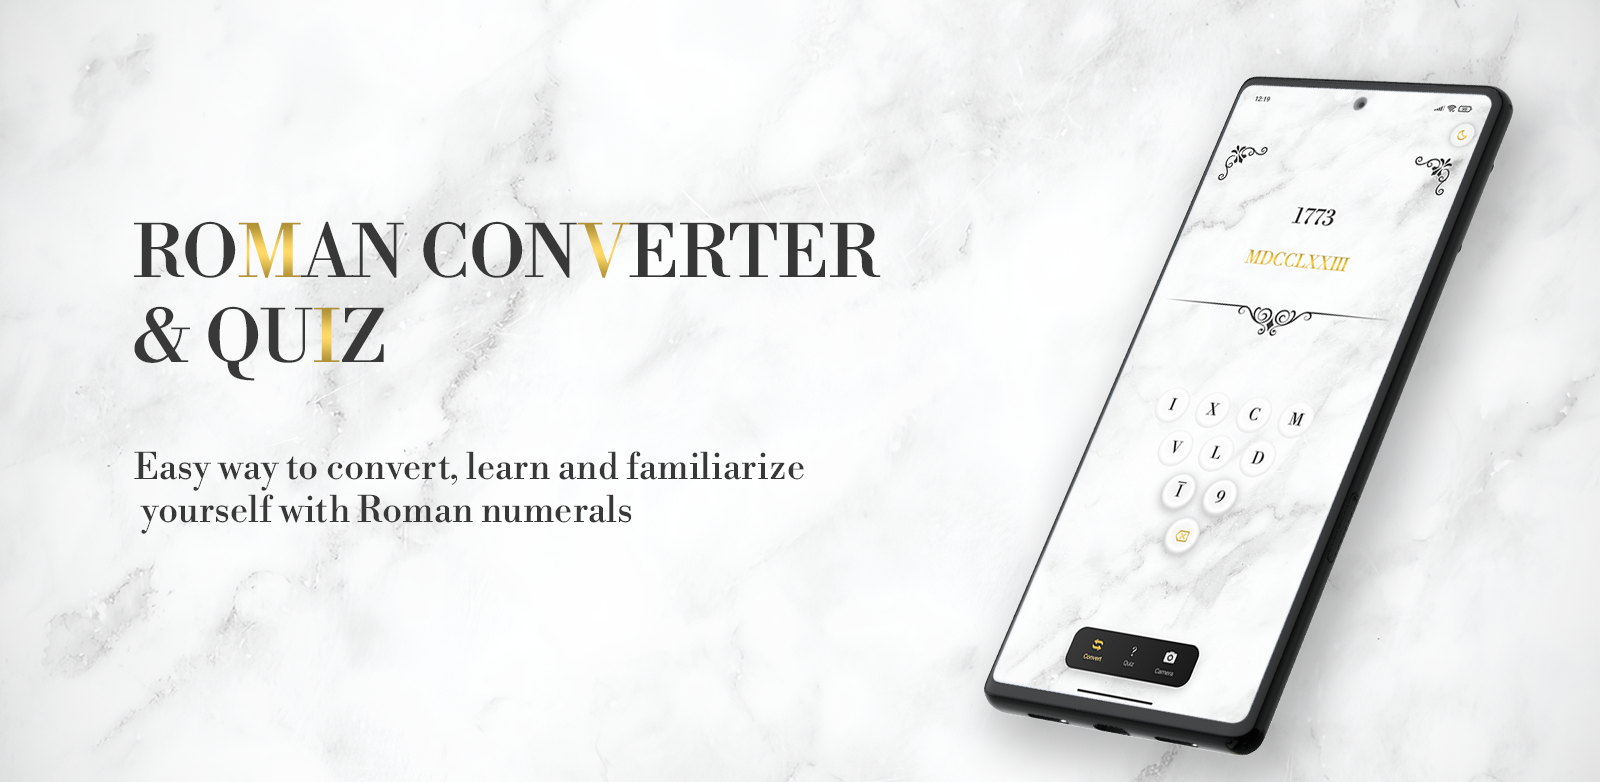 ROMAN CONVERTER
& QUIZ
Easy way to convert, learn and familiarize
yourself with Roman numerals
12:19
1773
MDCCLXXIII
I X C M
V L D
Ī 9
Convert Quiz Camera